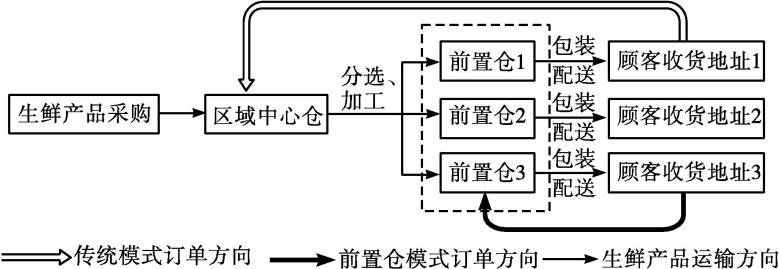 前置仓1
包装
配送
顾客收货地址1
分选、
加工
生鲜产品采购
区域中心仓
前置仓2
包装
配送
顾客收货地址2
前置仓3
包装
配送
顾客收货地址3
传统模式订单方向
前置仓模式订单方向
生鲜产品运输方向